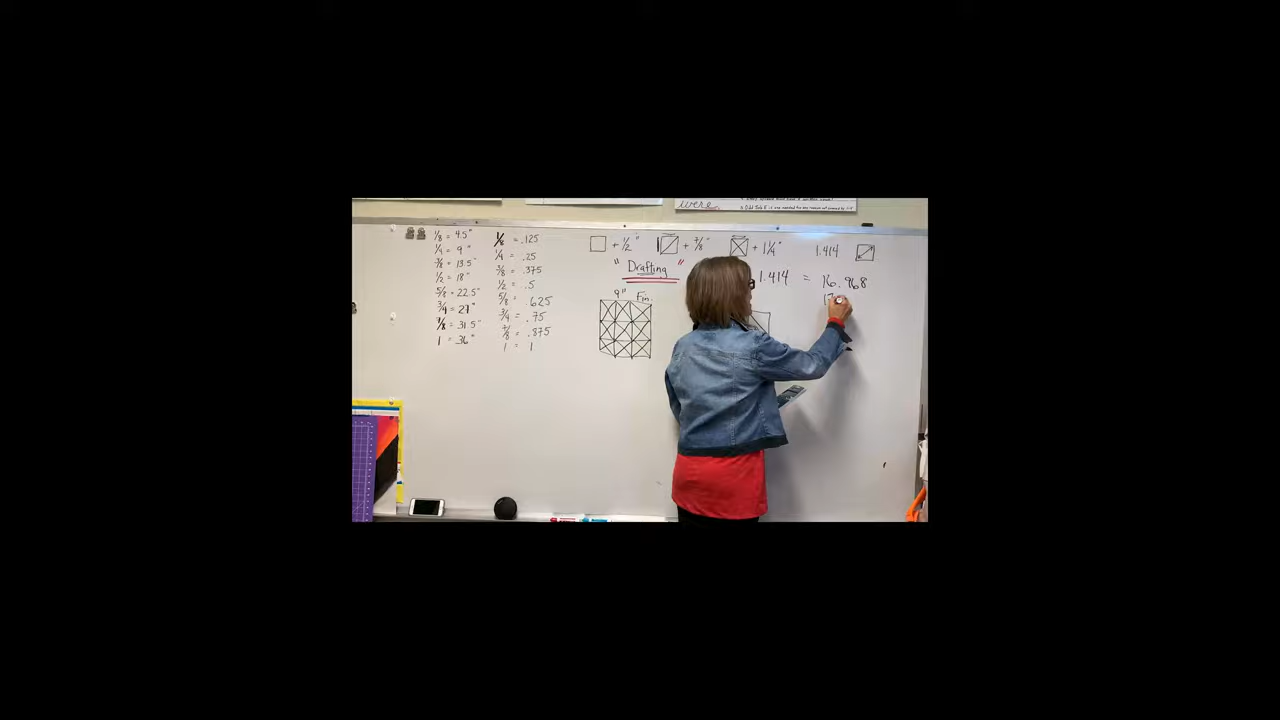 were.
1/8 = 4.5"
1/4 = 9"
3/8 = 13.5"
1/2 = 18"
5/8 = 22.5"
3/4 = 27"
7/8 = 31.5"
1 = 36"
1/8 = .125
1/4 = .25
3/8 = .375
1/2 = .5
5/8 = .625
3/4 = .75
7/8 = .875
1 = 1
+ 1/2"
+ 7/8"
+ 1 1/4"
1.414
"Drafting"
9" Fin.
1.414 = 16.968
17